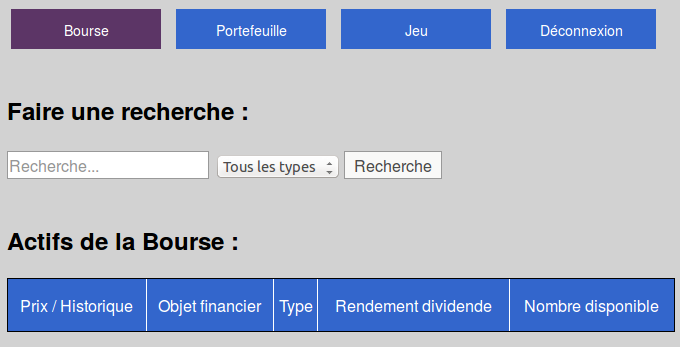 Bourse Portefeuille Jeu Déconnexion
Faire une recherche :
Recherche... Tous les types Recherche
Actifs de la Bourse :
Prix / Historique Objet financier Type Rendement dividende Nombre disponible